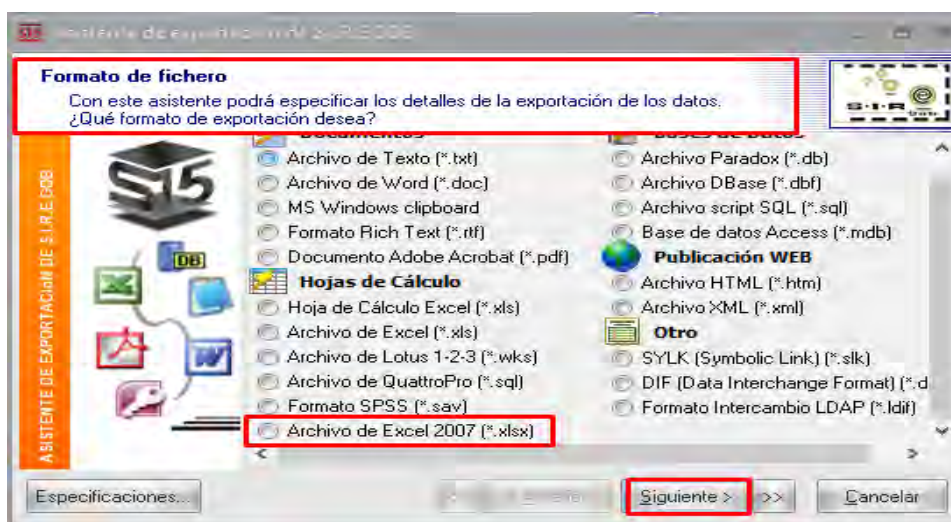 Formato de fichero
Con este asistente podrá especificar los detalles de la exportación de los datos.
¿Qué formato de exportación desea?
ASISTENTE DE EXPORTACIÓN DE S.I.R.E.GOB
S15
DB
Documentos
Archivo de Texto (*.txt)
Archivo de Word (*.doc)
MS Windows clipboard
Formato Rich Text (*.rtf)
Documento Adobe Acrobat (*.pdf)
Hojas de Cálculo
Hoja de Cálculo Excel (*.xls)
Archivo de Excel (*.xls)
Archivo de Lotus 1-2-3 (*.wks)
Archivo de QuattroPro (*.sql)
Formato SPSS (*.sav)
Archivo de Excel 2007 (*.xlsx)
Bases de Datos
Archivo Paradox (*.db)
Archivo DBase (*.dbf)
Archivo script SQL (*.sql)
Base de datos Access (*.mdb)
Publicación WEB
Archivo HTML (*.htm)
Archivo XML (*.xml)
Otro
SYLK (Symbolic Link) (*.slk)
DIF (Data Interchange Format) (*.d
Formato Intercambio LDAP (*.ldif)
Especificaciones...
Siguiente >
>>
Cancelar